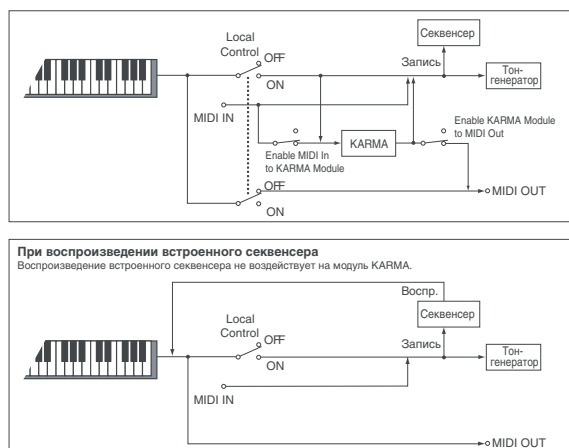 Local
Control
OFF
ON
MIDI IN
Секвенсер
Запись
Тон-
генератор
Enable MIDI In
to KARMA Module
KARMA
Enable KARMA Module
to MIDI Out
OFF
ON
MIDI OUT
При воспроизведении встроенного секвенсера
Воспроизведение встроенного секвенсера не воздействует на модуль KARMA.
Воспр.
Секвенсер
Local
Control
OFF
ON
Запись
Тон-
генератор
MIDI IN
MIDI OUT